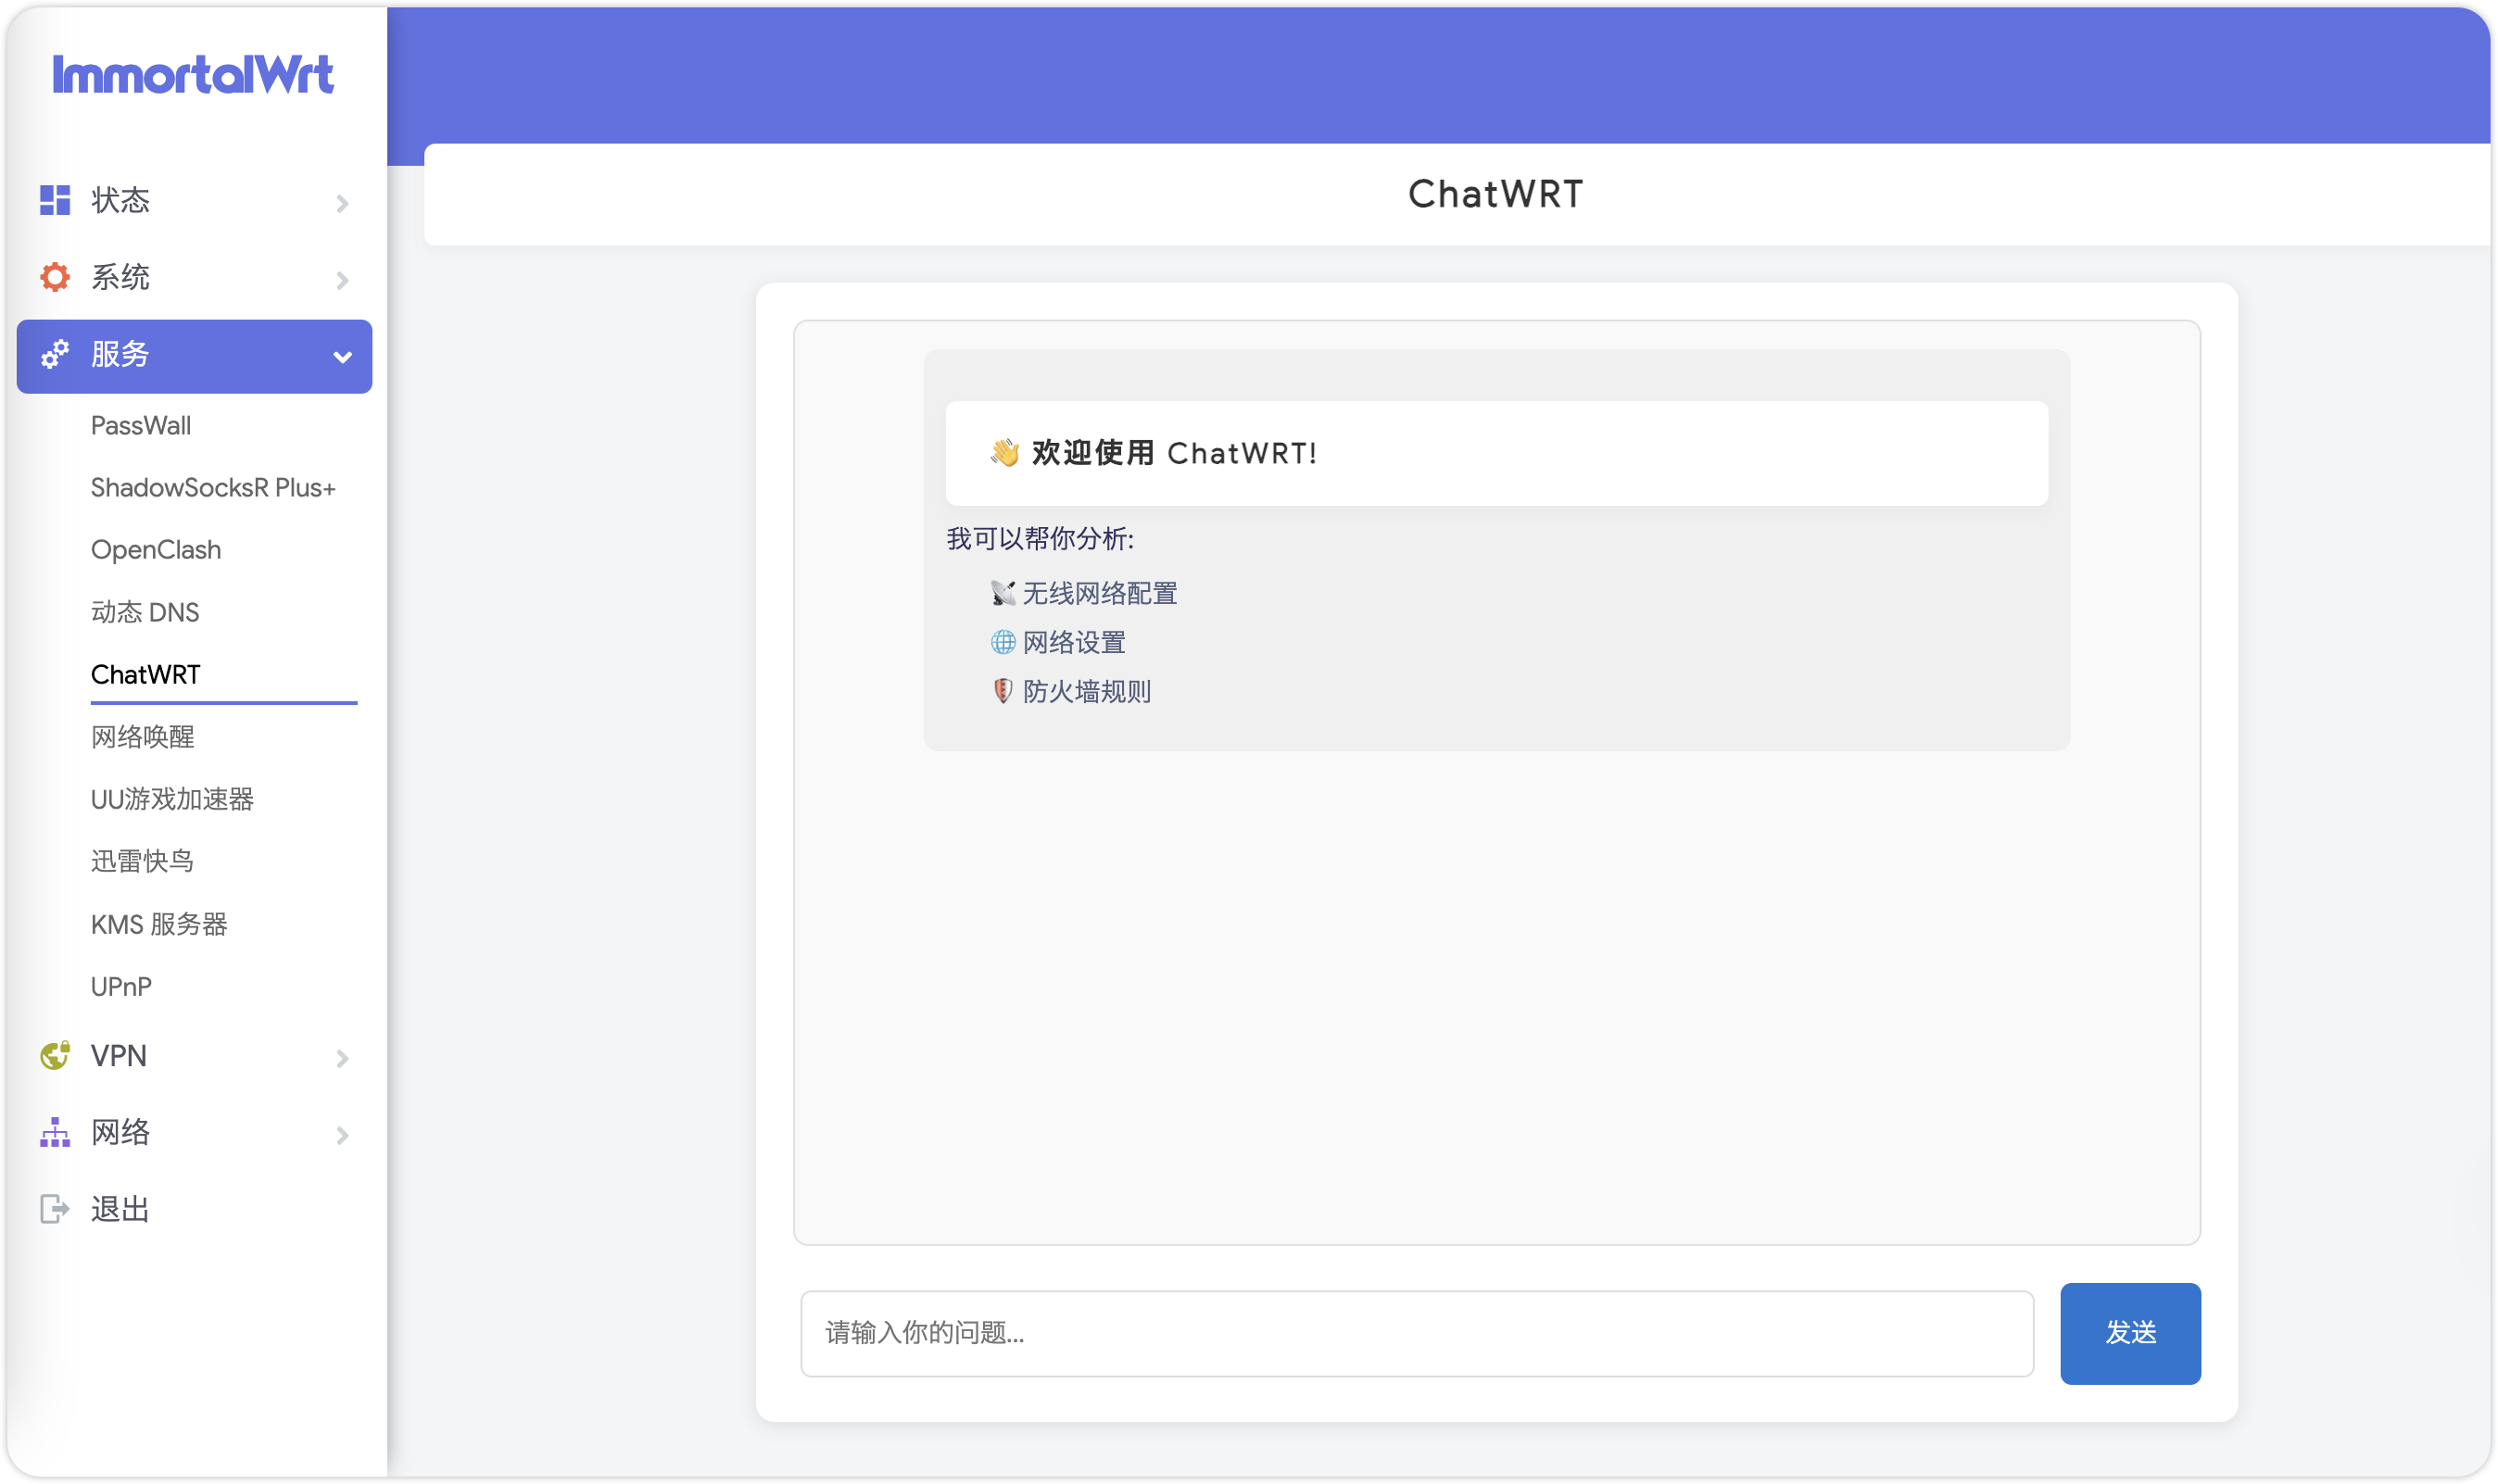 ImmortalWrt
状态
系统
服务
PassWall
ShadowSocksR Plus+
OpenClash
动态 DNS
ChatWRT
网络唤醒
UU游戏加速器
迅雷快鸟
KMS 服务器
UPnP
VPN
网络
退出
ChatWRT
👋 欢迎使用 ChatWRT!
我可以帮你分析:
📡 无线网络配置
🌐 网络设置
🛡️ 防火墙规则
请输入你的问题...
发送